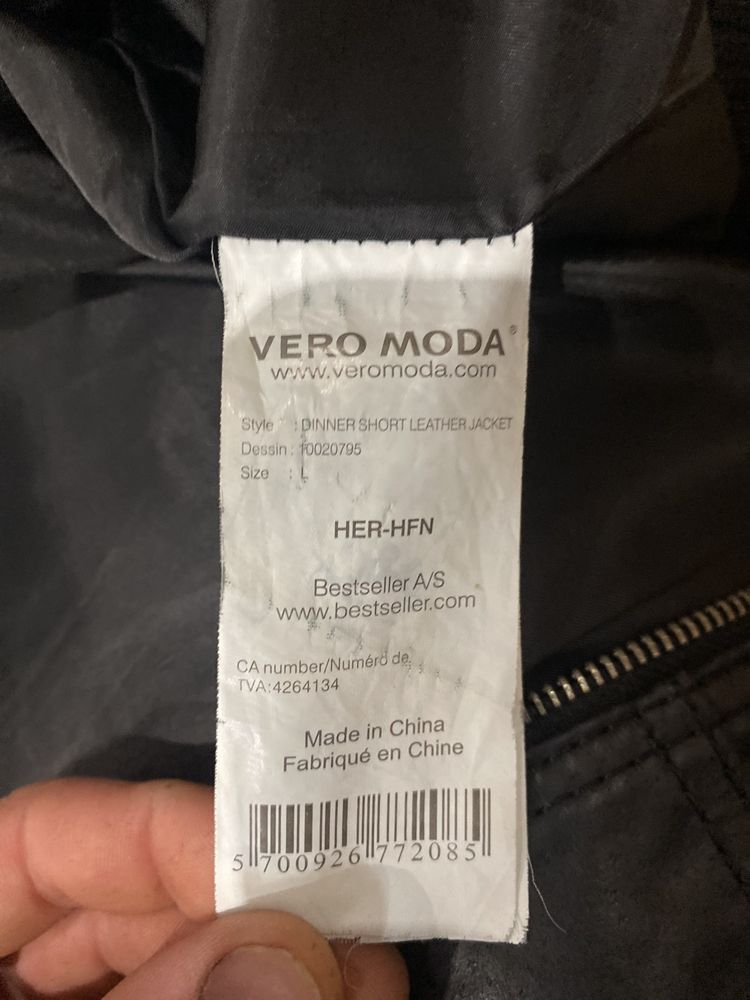 VERO MODA®
www.veromoda.com
Style : DINNER SHORT LEATHER JACKET
Dessin : 10020795
Size : L
HER-HFN
Bestseller A/S
www.bestseller.com
CA number/Numéro de
TVA:4264134
Made in China
Fabriqué en Chine
5 700926 772085